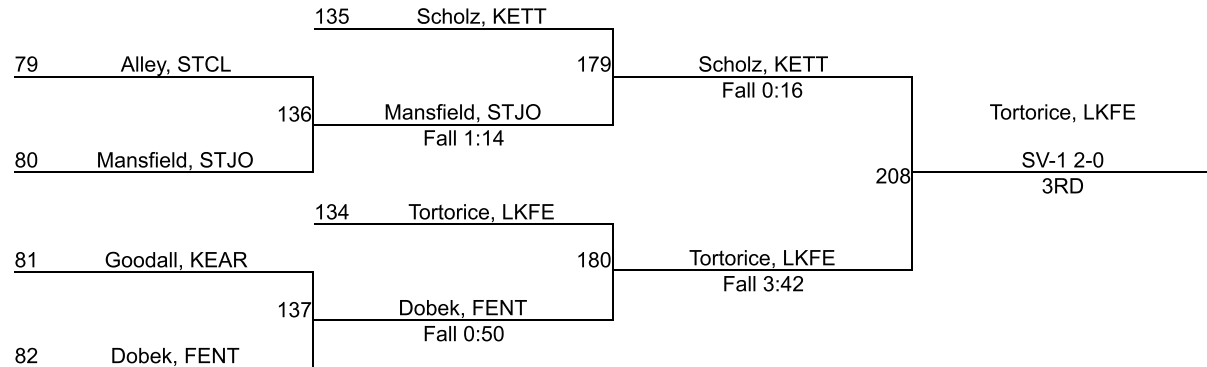 135 Scholz, KETT
79 Alley, STCL
179 Scholz, KETT
Fall 0:16
136 Mansfield, STJO
Fall 1:14
Tortorice, LKFE
80 Mansfield, STJO
SV-1 2-0
208
3RD
134 Tortorice, LKFE
81 Goodall, KEAR
180 Tortorice, LKFE
Fall 3:42
137 Dobek, FENT
Fall 0:50
82 Dobek, FENT